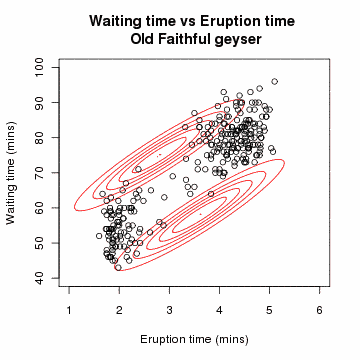 Waiting time vs Eruption time
Old Faithful geyser
Waiting time (mins)
100
90
80
70
60
50
40
1 2 3 4 5 6
Eruption time (mins)